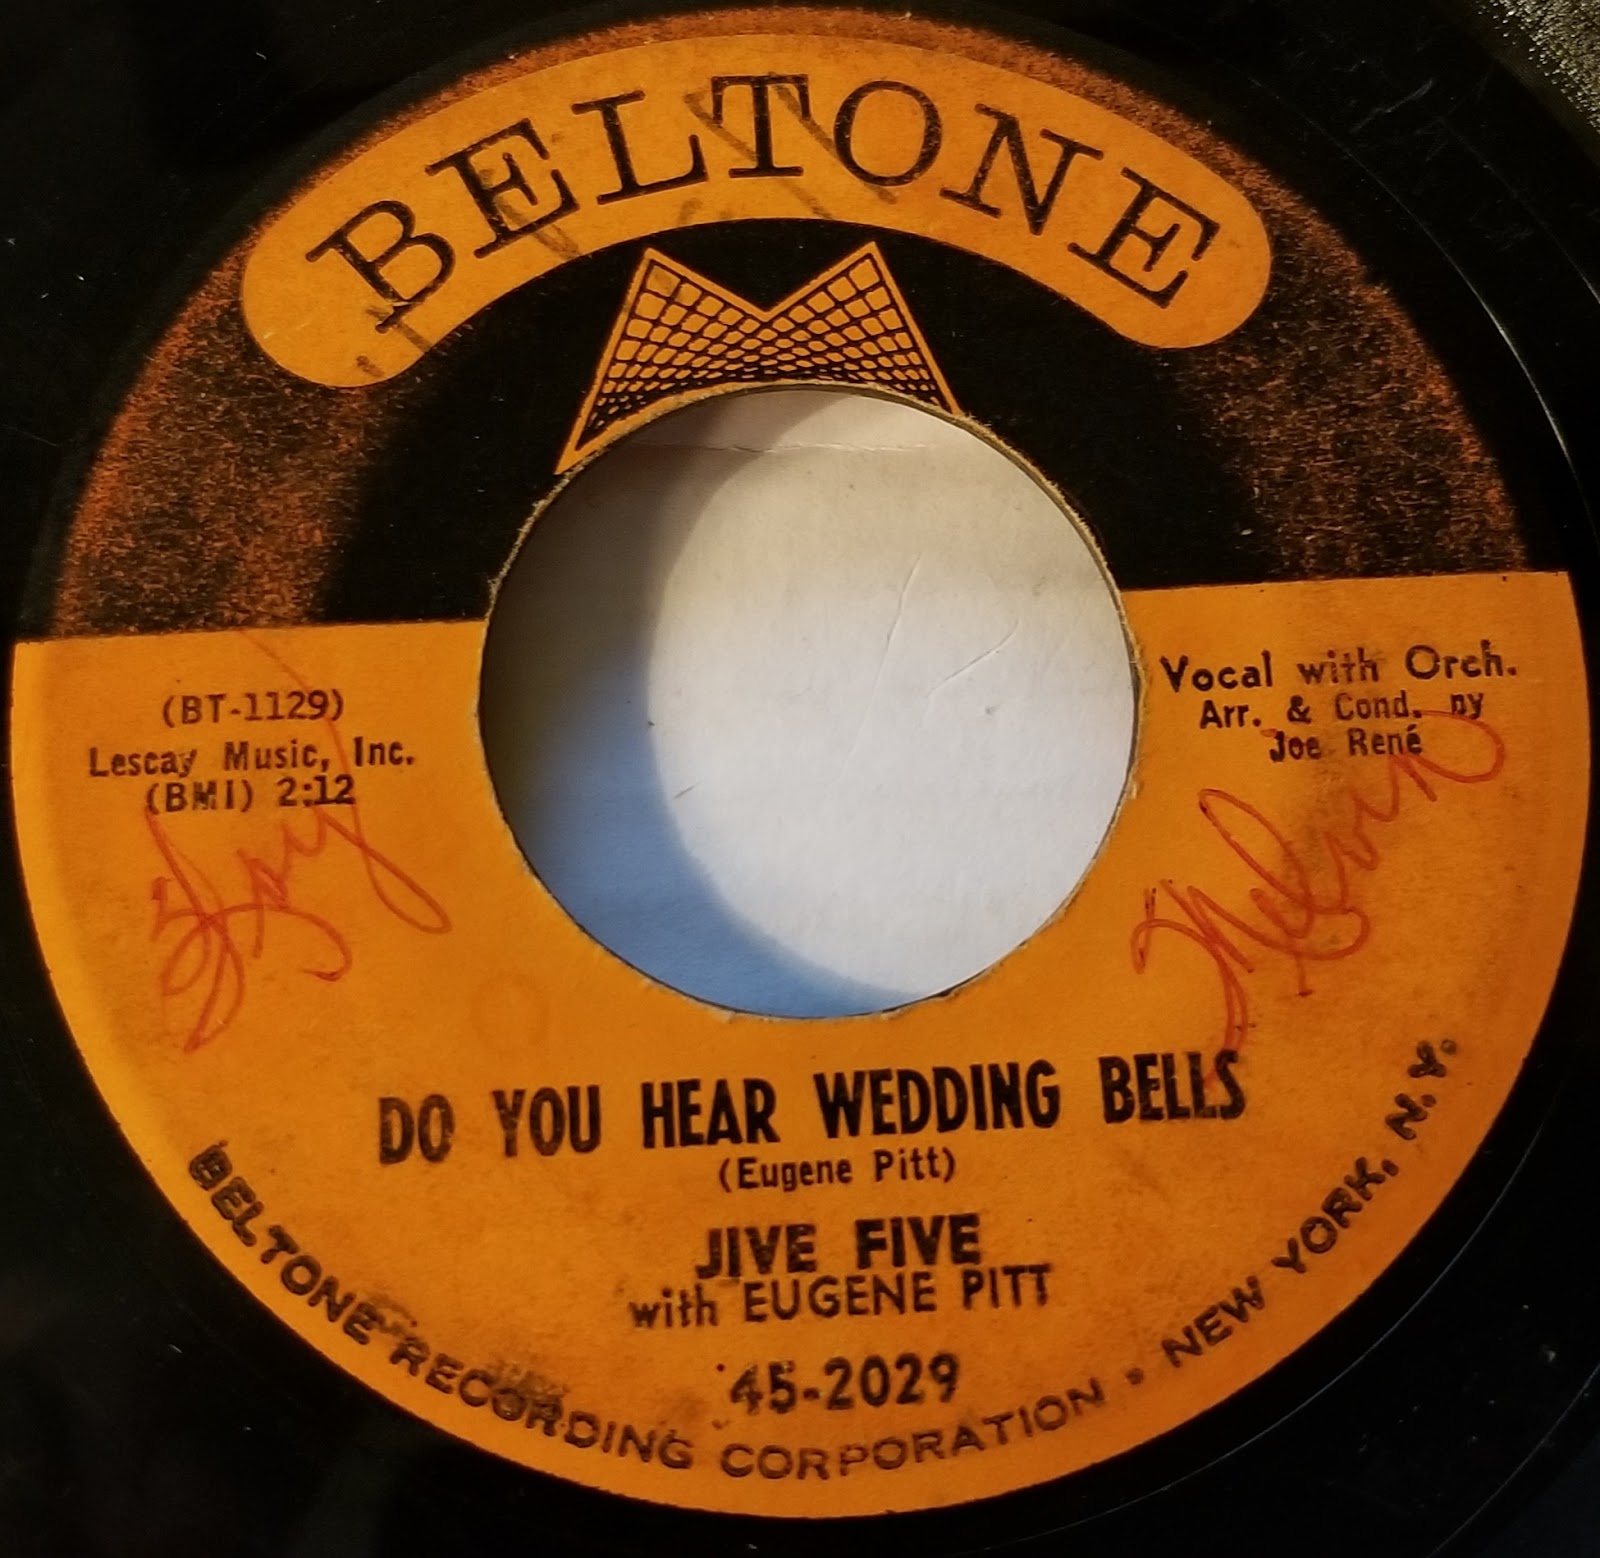 BELTONE
(BT-1129)
Lescay Music, Inc.
(BMI) 2:12
Vocal with Orch.
Arr. & Cond. by
Joe René
DO YOU HEAR WEDDING BELLS
(Eugene Pitt)
JIVE FIVE
with EUGENE PITT
45-2029
BELTONE RECORDING CORPORATION • NEW YORK, N.Y.